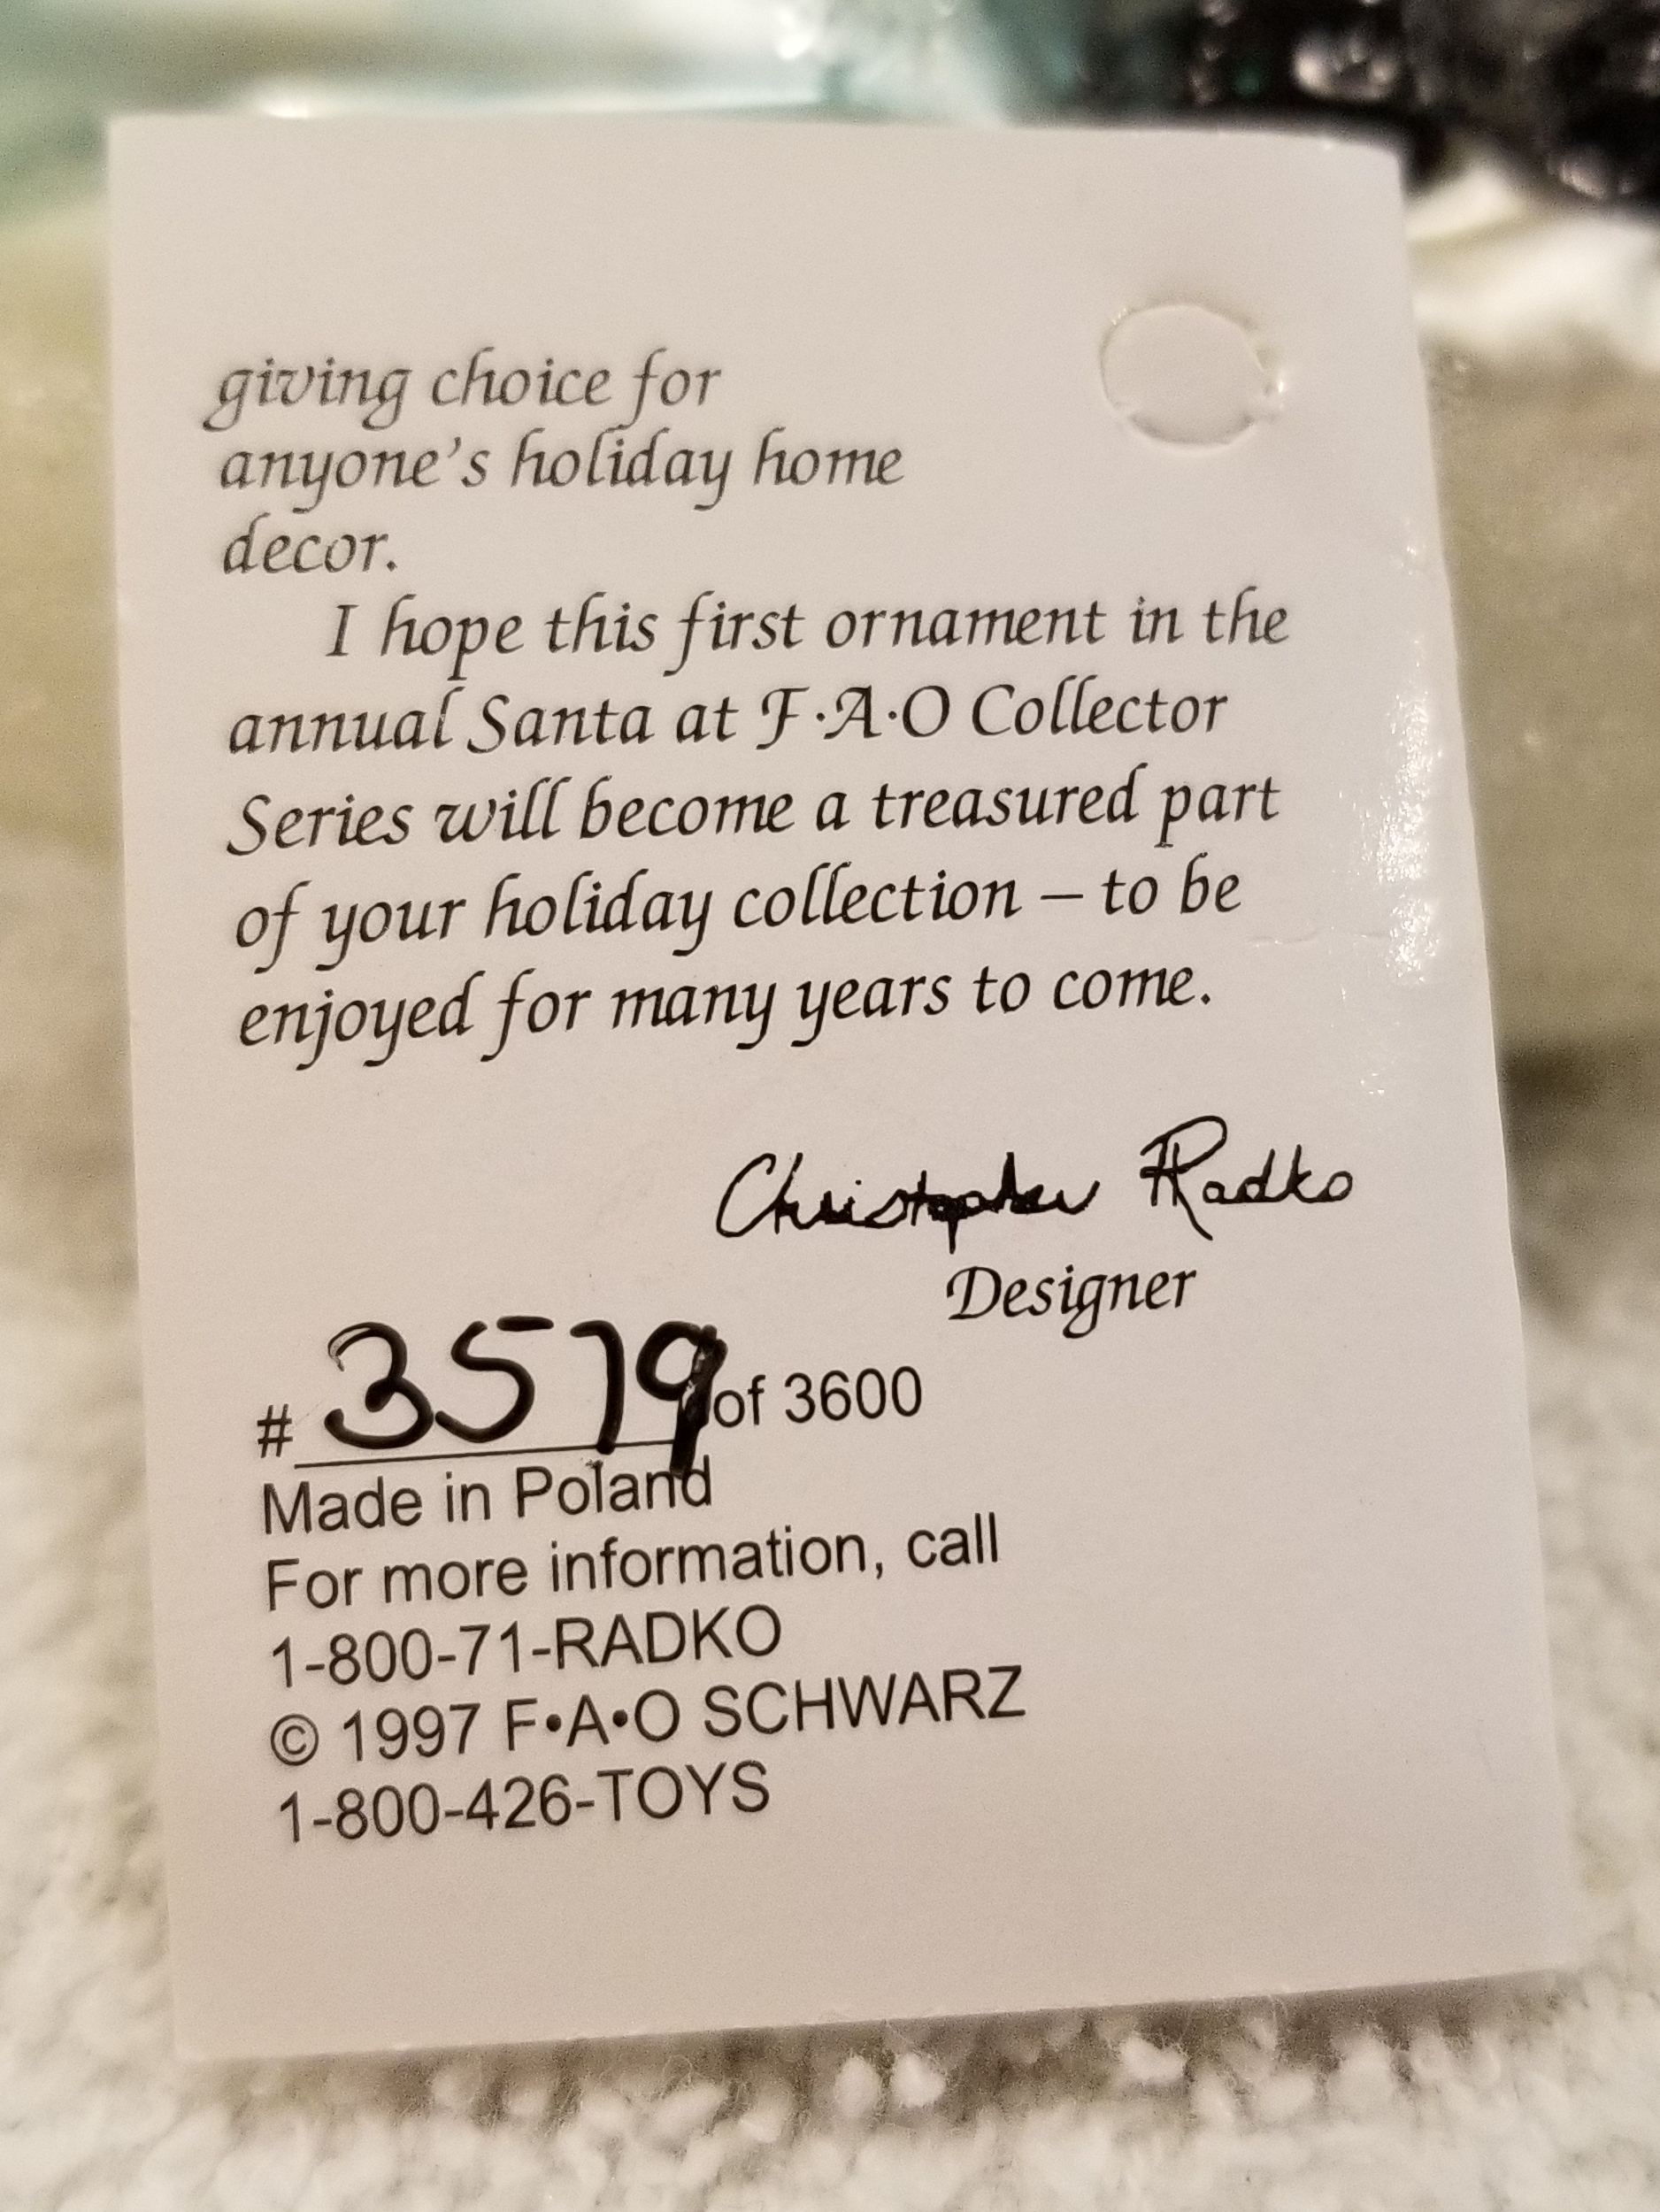 giving choice for
anyone's holiday home
decor.
I hope this first ornament in the
annual Santa at F·A·O Collector
Series will become a treasured part
of your holiday collection – to be
enjoyed for many years to come.
Christopher Radko
Designer
# 3579 of 3600
Made in Poland
For more information, call
1-800-71-RADKO
© 1997 F•A•O SCHWARZ
1-800-426-TOYS